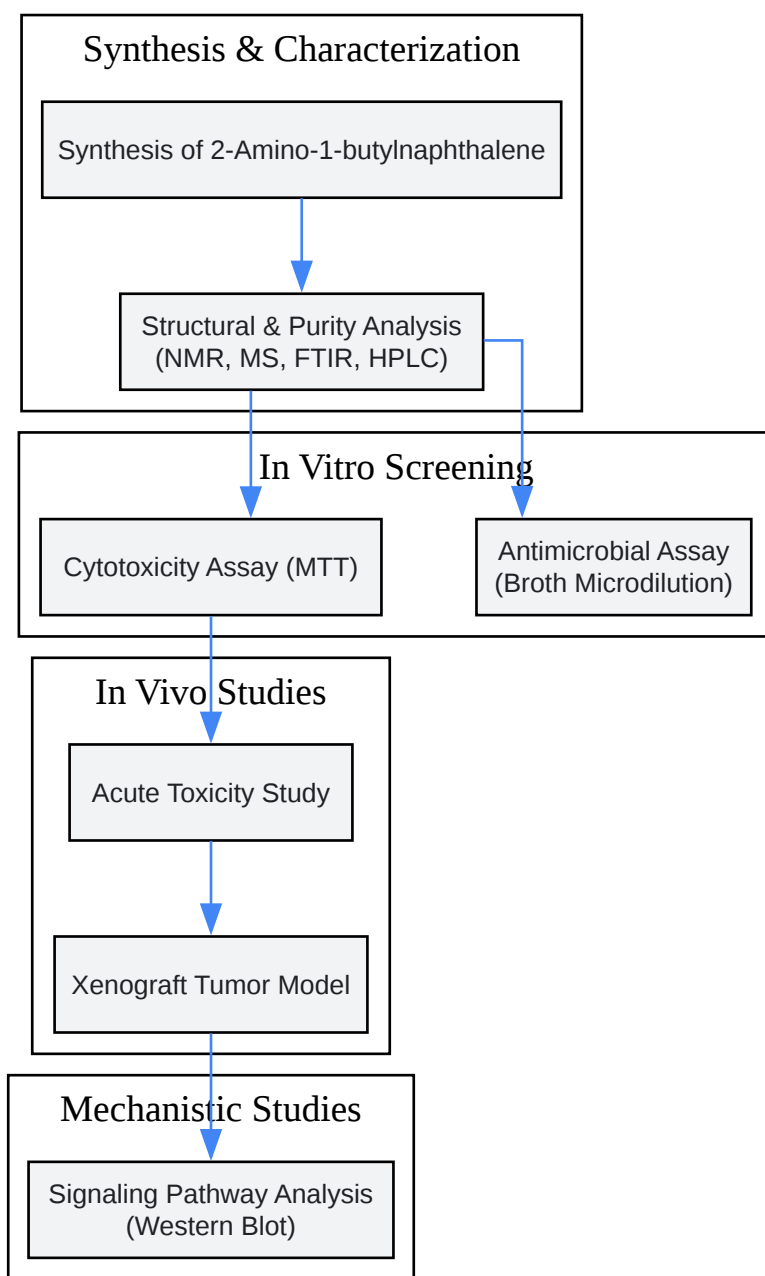 Synthesis & Characterization
Synthesis of 2-Amino-1-butylnaphthalene
Structural & Purity Analysis
(NMR, MS, FTIR, HPLC)
In Vitro Screening
Cytotoxicity Assay (MTT)
Antimicrobial Assay
(Broth Microdilution)
In Vivo Studies
Acute Toxicity Study
Xenograft Tumor Model
Mechanistic Studies
Signaling Pathway Analysis
(Western Blot)